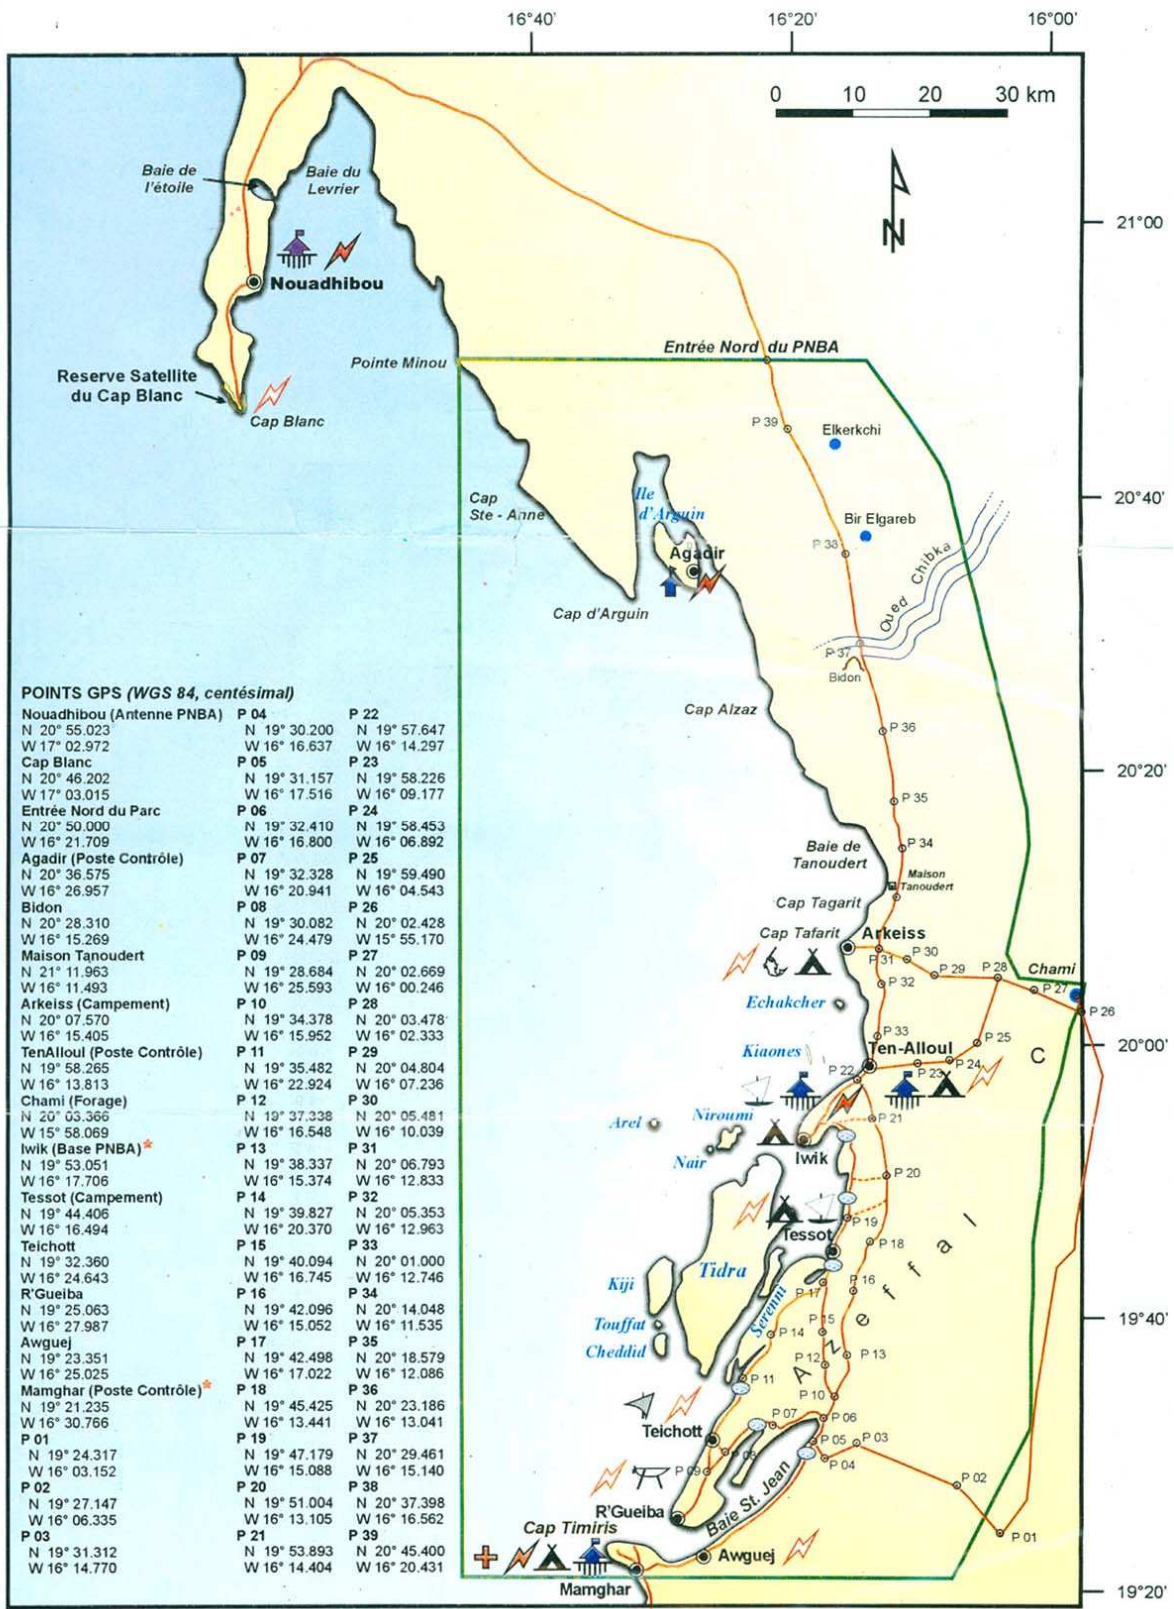 16°40'
16°20'
16°00'
0 10 20 30 km
N
21°00
20°40'
20°20'
20°00
19°40'
19°20'
Baie de
l'étoile
Baie du
Levrier
Nouadhibou
Reserve Satellite
du Cap Blanc
Cap Blanc
Pointe Minou
Entrée Nord du PNBA
P 39
Elkerkchi
Cap
Ste - Anne
Ile
d'Arguin
Agadir
Bir Elgareb
P 38
Oued Chibka
Cap d'Arguin
P 37
Bidon
Cap Alzaz
P 36
P 35
P 34
Baie de
Tanoudert
Maison
Tanoudert
Cap Tagarit
Cap Tafarit
Arkeiss
P 31
P 30
P 29
P 28
Chami
P 27
P 26
P 32
Echakcher
P 33
Ten-Alloul
Kiaones
P 25
P 24
P 23
P 22
C
Arel
Niroumi
Nair
Iwik
P 21
P 20
P 19
P 18
Tessot
Tidra
Kiji
Serenni
P 17
P 16
Touffat
Cheddid
P 15
P 14
P 13
P 12
P 11
P 10
Azeffal
Teichott
P 07
P 06
P 05
P 03
P 04
P 08
P 09
P 02
P 01
R'Gueiba
Baie St. Jean
Cap Timiris
Awguej
Mamghar
POINTS GPS (WGS 84, centésimal)
Nouadhibou (Antenne PNBA) P 04 P 22
N 20° 55.023 N 19° 30.200 N 19° 57.647
W 17° 02.972 W 16° 16.637 W 16° 14.297
Cap Blanc P 05 P 23
N 20° 46.202 N 19° 31.157 N 19° 58.226
W 17° 03.015 W 16° 17.516 W 16° 09.177
Entrée Nord du Parc P 06 P 24
N 20° 50.000 N 19° 32.410 N 19° 58.453
W 16° 21.709 W 16° 16.800 W 16° 06.892
Agadir (Poste Contrôle) P 07 P 25
N 20° 36.575 N 19° 32.328 N 19° 59.490
W 16° 26.957 W 16° 20.941 W 16° 04.543
Bidon P 08 P 26
N 20° 28.310 N 19° 30.082 N 20° 02.428
W 16° 15.269 W 16° 24.479 W 15° 55.170
Maison Tanoudert P 09 P 27
N 21° 11.963 N 19° 28.684 N 20° 02.669
W 16° 11.493 W 16° 25.593 W 16° 00.246
Arkeiss (Campement) P 10 P 28
N 20° 07.570 N 19° 34.378 N 20° 03.478
W 16° 15.405 W 16° 15.952 W 16° 02.333
TenAlloul (Poste Contrôle) P 11 P 29
N 19° 58.265 N 19° 35.482 N 20° 04.804
W 16° 13.813 W 16° 22.924 W 16° 07.236
Chami (Forage) P 12 P 30
N 20° 03.366 N 19° 37.338 N 20° 05.481
W 15° 58.069 W 16° 16.548 W 16° 10.039
Iwik (Base PNBA)* P 13 P 31
N 19° 53.051 N 19° 38.337 N 20° 06.793
W 16° 17.706 W 16° 15.374 W 16° 12.833
Tessot (Campement) P 14 P 32
N 19° 44.406 N 19° 39.827 N 20° 05.353
W 16° 16.494 W 16° 20.370 W 16° 12.963
Teichott P 15 P 33
N 19° 32.360 N 19° 40.094 N 20° 01.000
W 16° 24.643 W 16° 16.745 W 16° 12.746
R'Gueiba P 16 P 34
N 19° 25.063 N 19° 42.096 N 20° 14.048
W 16° 27.987 W 16° 15.052 W 16° 11.535
Awguej P 17 P 35
N 19° 23.351 N 19° 42.498 N 20° 18.579
W 16° 25.025 W 16° 17.022 W 16° 12.086
Mamghar (Poste Contrôle)* P 18 P 36
N 19° 21.235 N 19° 45.425 N 20° 23.186
W 16° 30.766 W 16° 13.441 W 16° 13.041
P 01 P 19 P 37
N 19° 24.317 N 19° 47.179 N 20° 29.461
W 16° 03.152 W 16° 15.088 W 16° 15.140
P 02 P 20 P 38
N 19° 27.147 N 19° 51.004 N 20° 37.398
W 16° 06.335 W 16° 13.105 W 16° 16.562
P 03 P 21 P 39
N 19° 31.312 N 19° 53.893 N 20° 45.400
W 16° 14.770 W 16° 14.404 W 16° 20.431